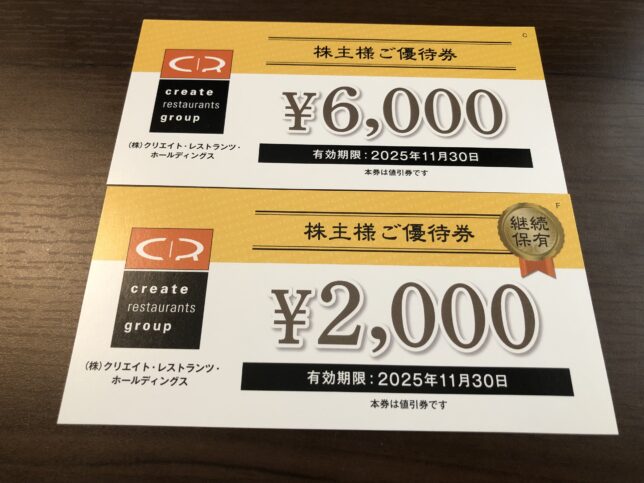 C
株主様ご優待券
CR
create
restaurants
group
¥6,000
(株)クリエイト・レストランツ・
ホールディングス
有効期限:2025年11月30日
本券は値引券です
F
株主様ご優待券
継続
保有
CR
create
restaurants
group
¥2,000
(株)クリエイト・レストランツ・
ホールディングス
有効期限:2025年11月30日
本券は値引券です